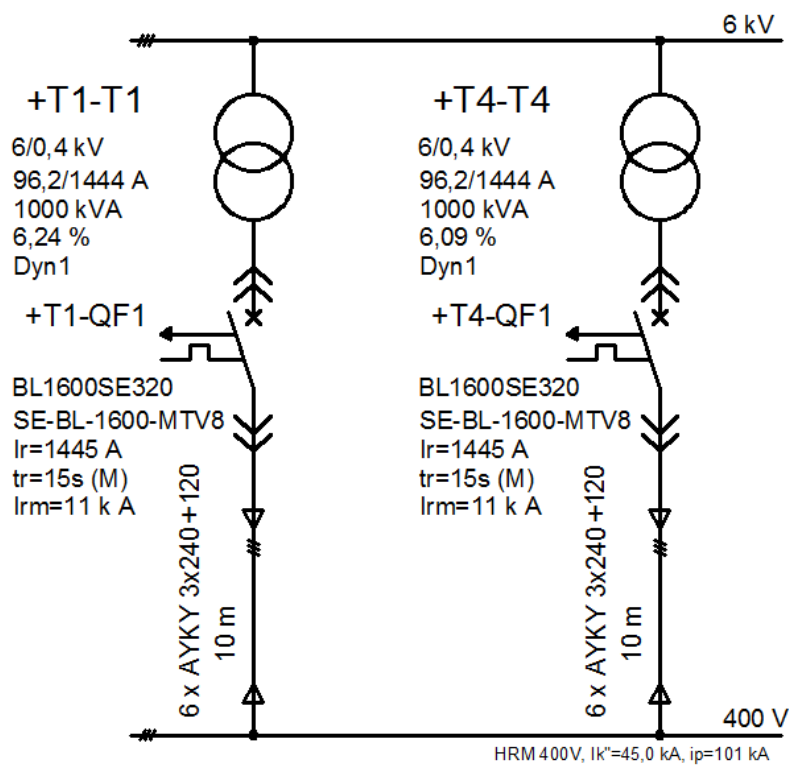 6 kV
+T1-T1
6/0,4 kV
96,2/1444 A
1000 kVA
6,24 %
Dyn1
+T1-QF1
BL1600SE320
SE-BL-1600-MTV8
Ir=1445 A
tr=15s (M)
Irm=11 k A
6 x AYKY 3x240+120
10 m
+T4-T4
6/0,4 kV
96,2/1444 A
1000 kVA
6,09 %
Dyn1
+T4-QF1
BL1600SE320
SE-BL-1600-MTV8
Ir=1445 A
tr=15s (M)
Irm=11 k A
6 x AYKY 3x240+120
10 m
400 V
HRM 400V, Ik"=45,0 kA, ip=101 kA